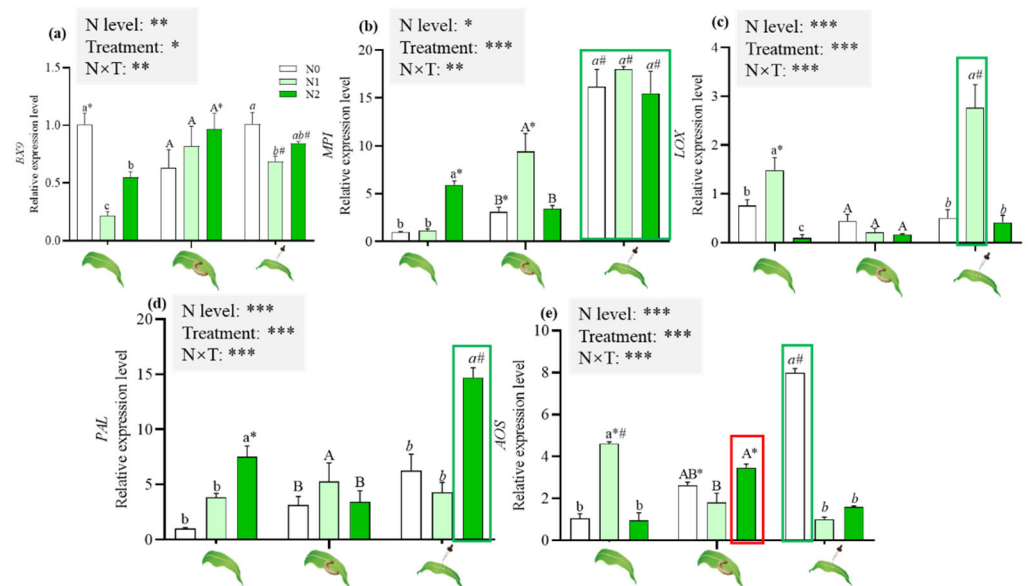 (a)
N level: **
Treatment: *
N×T: **
BX9
Relative expression level
1.5
1.0
0.5
0.0
N0
N1
N2
a*
c
b
A
A
A*
a
b#
ab#
(b)
N level: *
Treatment: ***
N×T: **
MPI
Relative expression level
20
15
10
5
0
b
b
a*
B*
A*
B
a#
a#
a#
(c)
N level: ***
Treatment: ***
N×T: ***
LOX
Relative expression level
4
3
2
1
0
b
a*
c
A
A
A
b
a#
b
(d)
N level: ***
Treatment: ***
N×T: ***
PAL
Relative expression level
20
15
10
5
0
b
b
a*
B
A
B
b
b
a#
(e)
N level: ***
Treatment: ***
N×T: ***
AOS
Relative expression level
10
8
6
4
2
0
b
a*#
b
AB*
B
A*
a#
b
b